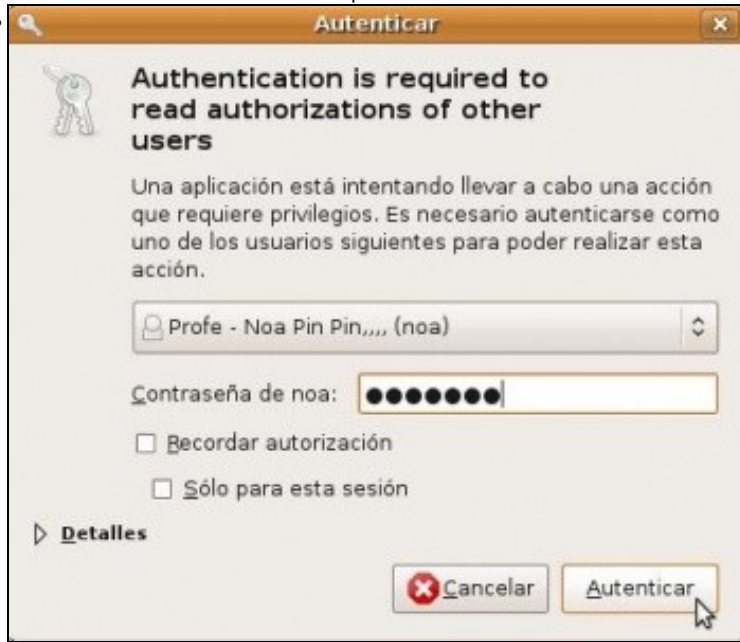 Autenticar
Authentication is required to
read authorizations of other
users
Una aplicación está intentando llevar a cabo una acción
que requiere privilegios. Es necesario autenticarse como
uno de los usuarios siguientes para poder realizar esta
acción.
Profe - Noa Pin Pin,,,, (noa)
Contraseña de noa: ●●●●●●●
Recordar autorización
Sólo para esta sesión
Detalles
Cancelar Autenticar